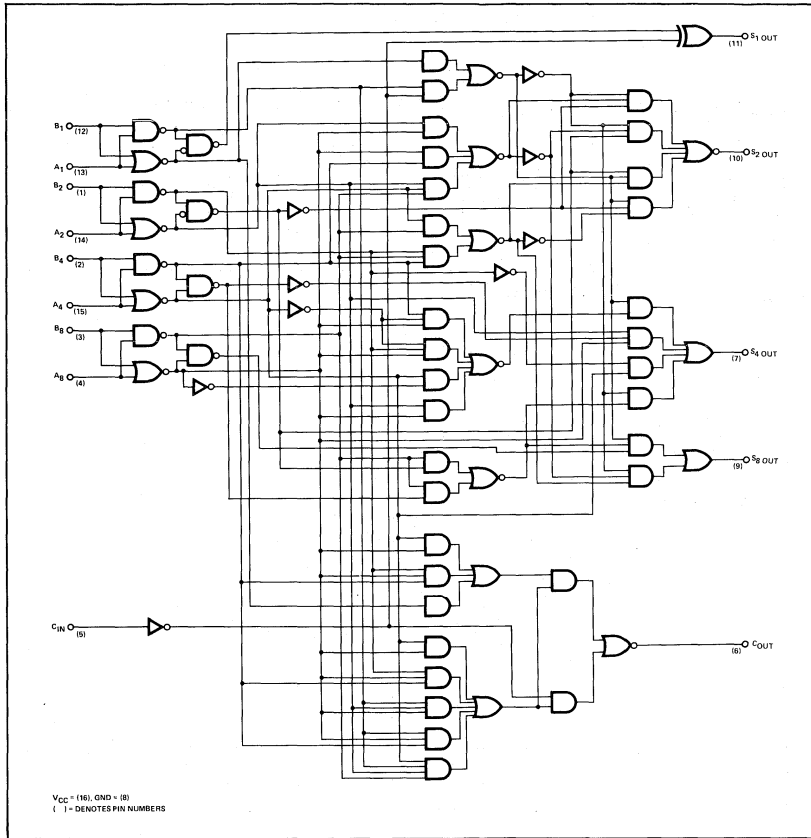 S1 OUT
(11)
B1
(12)
A1
(13)
B2
(1)
A2
(14)
B4
(2)
A4
(15)
B8
(3)
A8
(4)
S2 OUT
(10)
S4 OUT
(7)
S8 OUT
(9)
CIN
(5)
COUT
(6)
VCC = (16), GND = (8)
( ) = DENOTES PIN NUMBERS